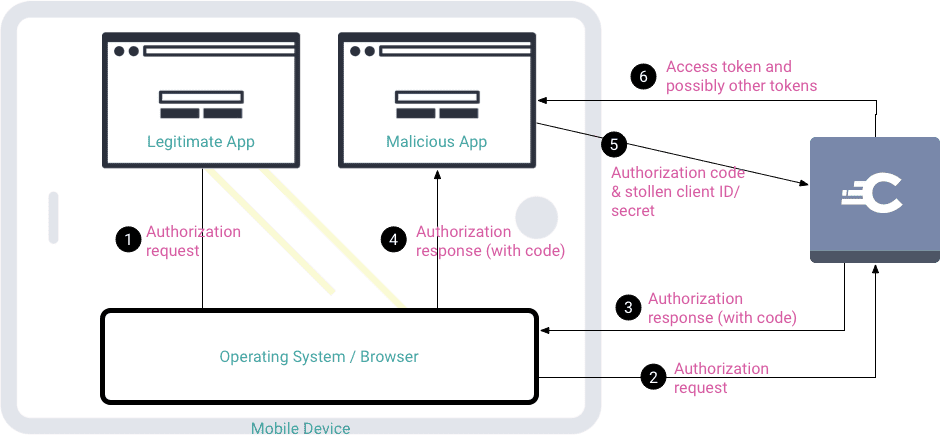 6
Access token and
possibly other tokens
Legitimate App
Malicious App
5
Authorization code
& stollen client ID/
secret
1
Authorization
request
4
Authorization
response (with code)
3
Authorization
response (with code)
Operating System / Browser
2
Authorization
request
Mobile Device